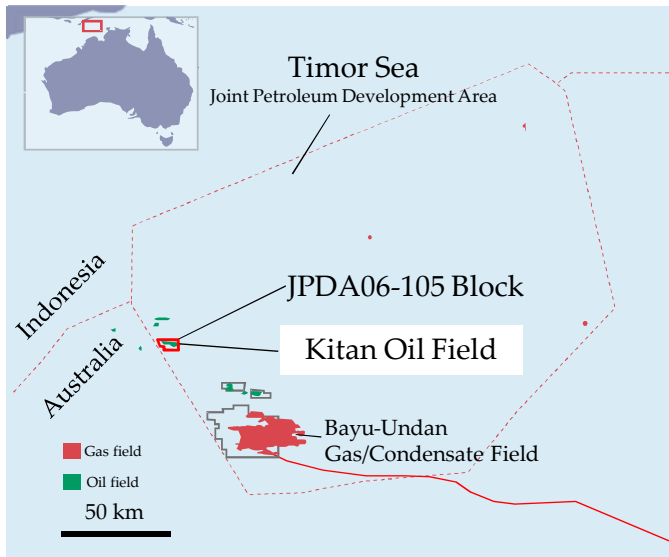 Timor Sea
Joint Petroleum Development Area
Indonesia
Australia
JPDA06-105 Block
Kitan Oil Field
Bayu-Undan
Gas/Condensate Field
Gas field
Oil field
50 km